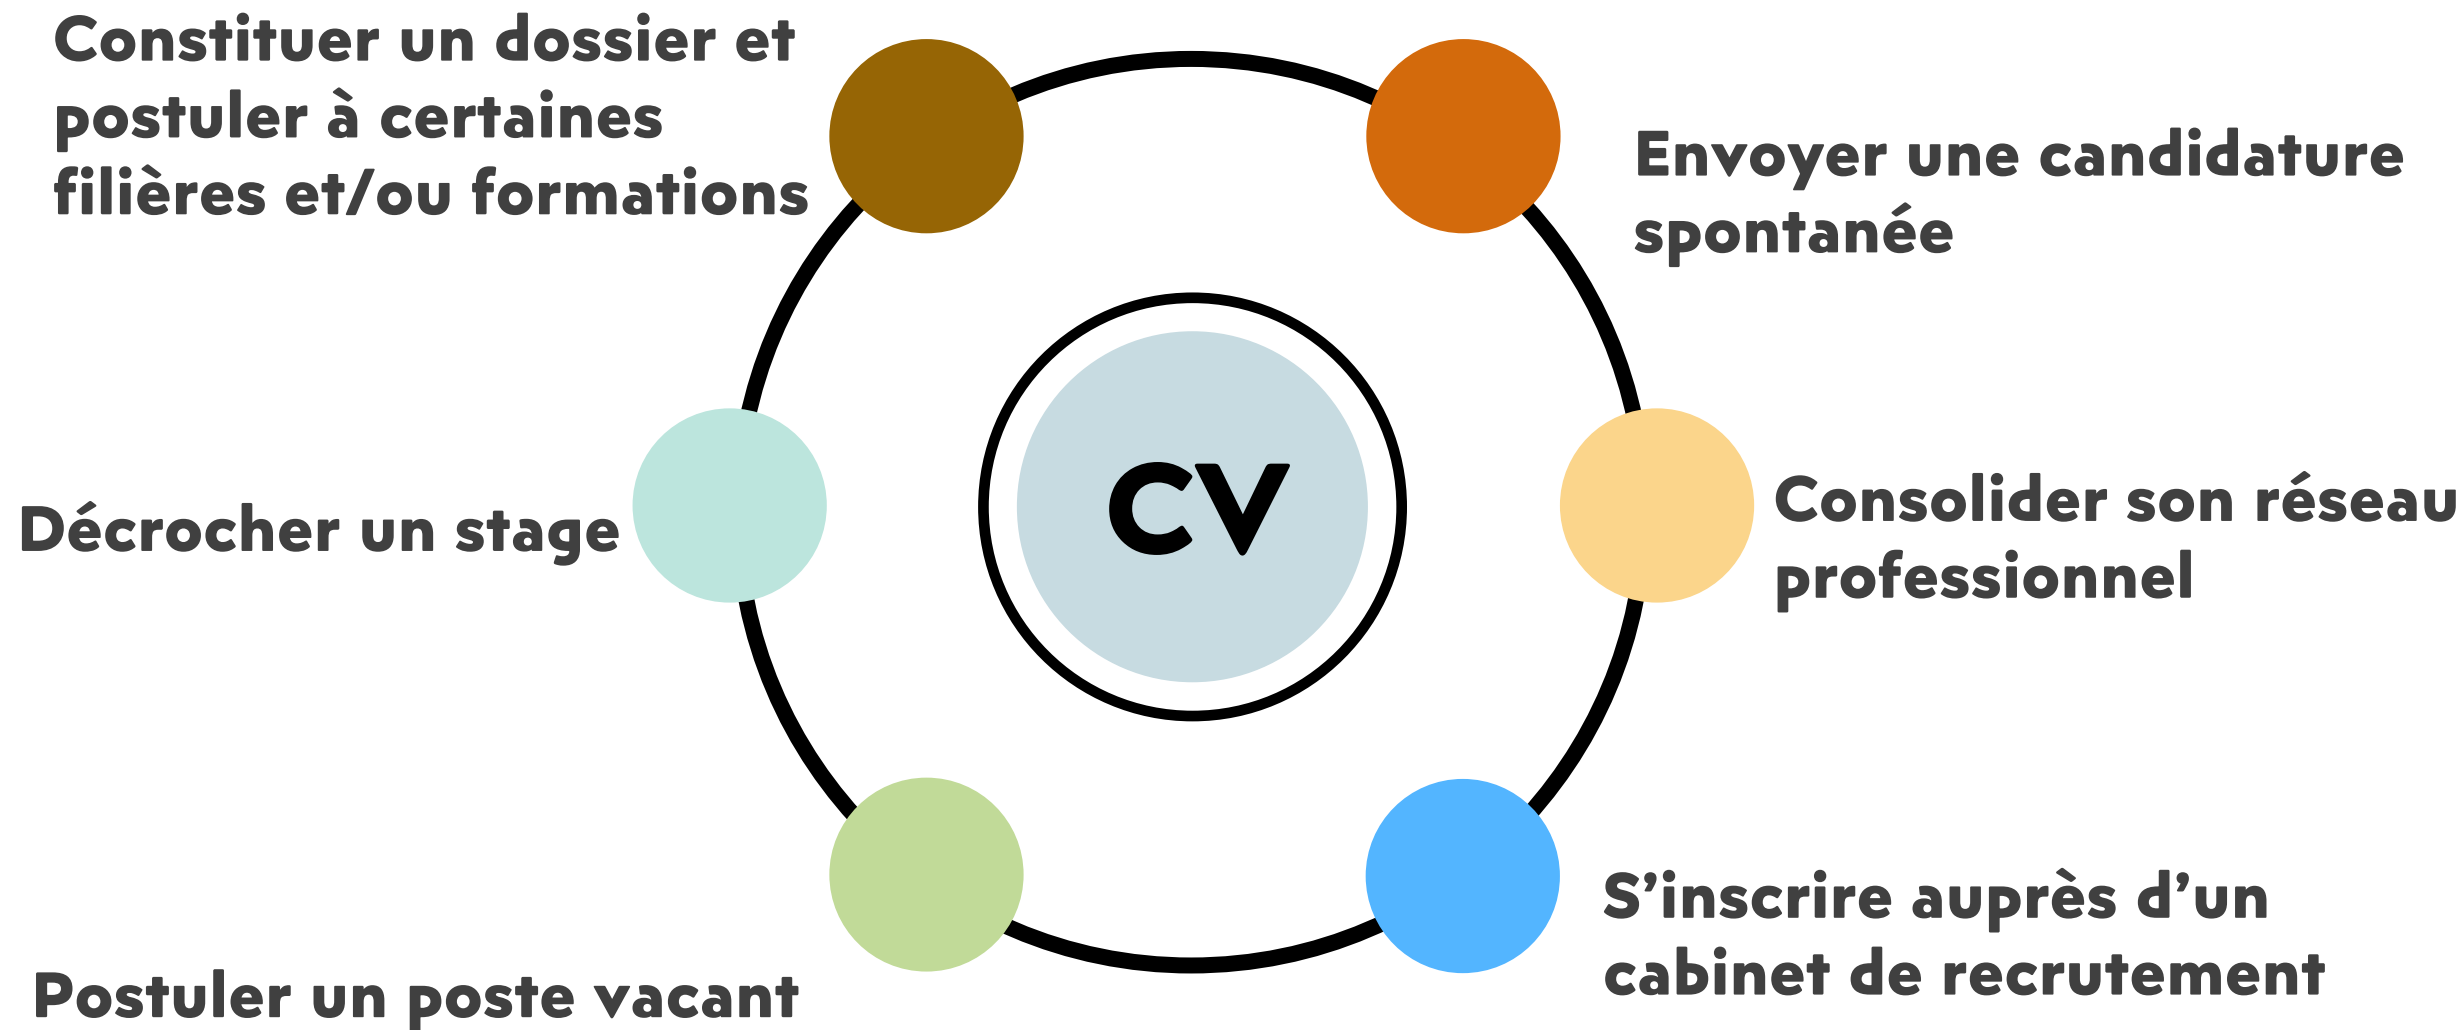 Constituer un dossier et
postuler à certaines
filières et/ou formations
Envoyer une candidature
spontanée
Décrocher un stage
CV
Consolider son réseau
professionnel
Postuler un poste vacant
S’inscrire auprès d’un
cabinet de recrutement